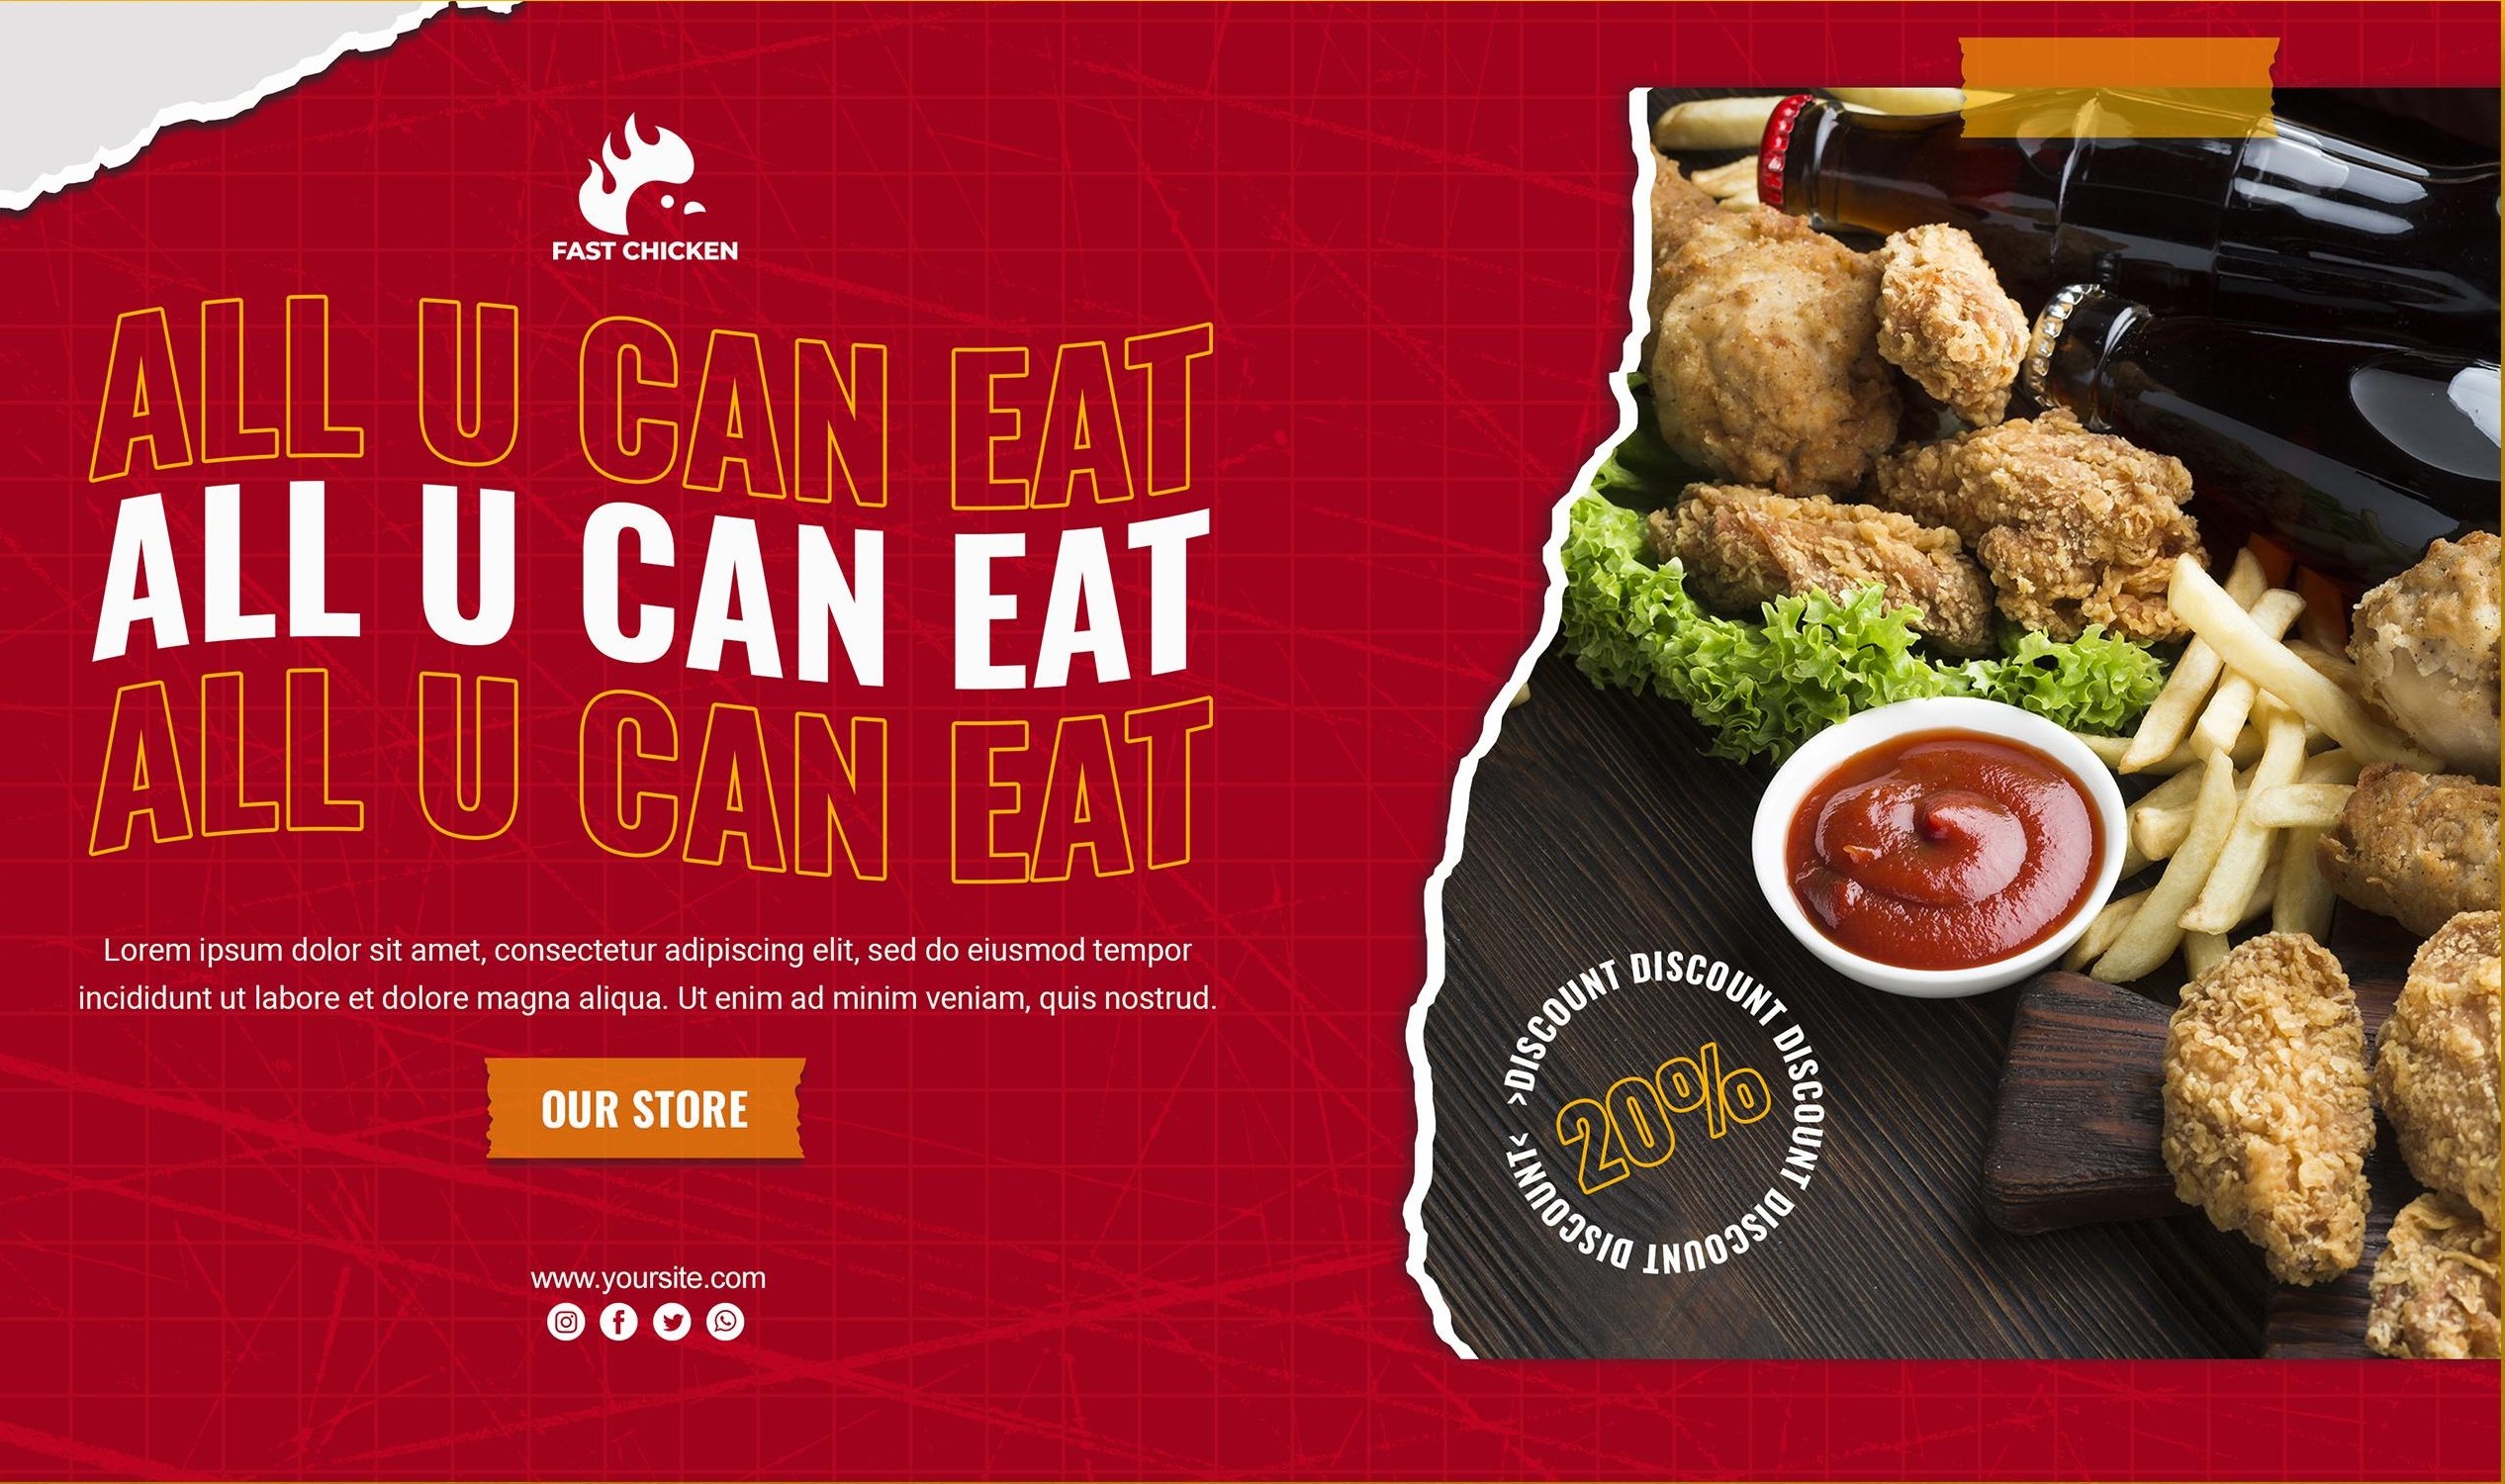 FAST CHICKEN
ALL U CAN EAT
ALL U CAN EAT
ALL U CAN EAT
Lorem ipsum dolor sit amet, consectetur adipiscing elit, sed do eiusmod tempor
incididunt ut labore et dolore magna aliqua. Ut enim ad minim veniam, quis nostrud.
OUR STORE
www.yoursite.com
>DISCOUNT DISCOUNT DISCOUNT DISCOUNT DISCOUNT<
20%